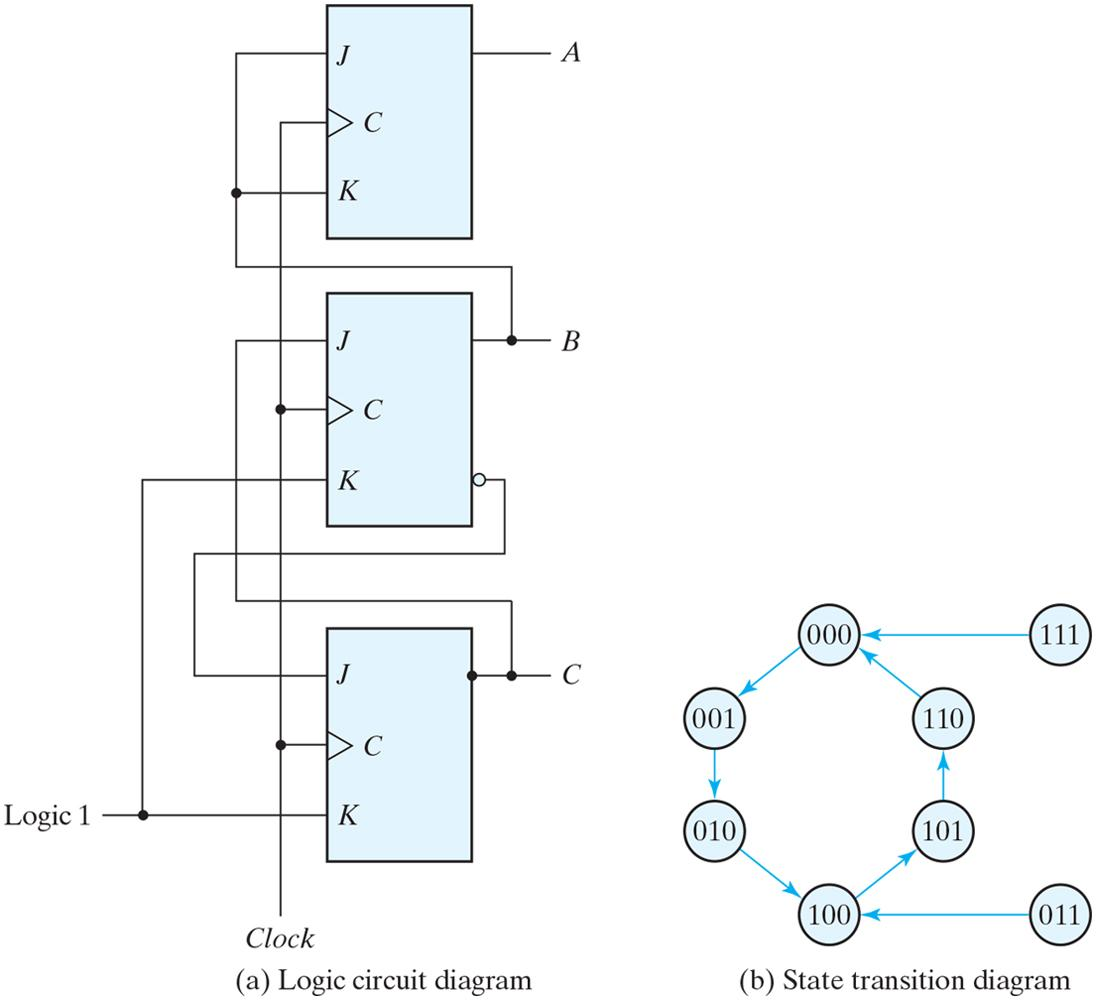 J
A
C
K
J
B
C
K
J
C
C
K
Logic 1
Clock
(a) Logic circuit diagram
000
111
001
110
010
101
100
011
(b) State transition diagram